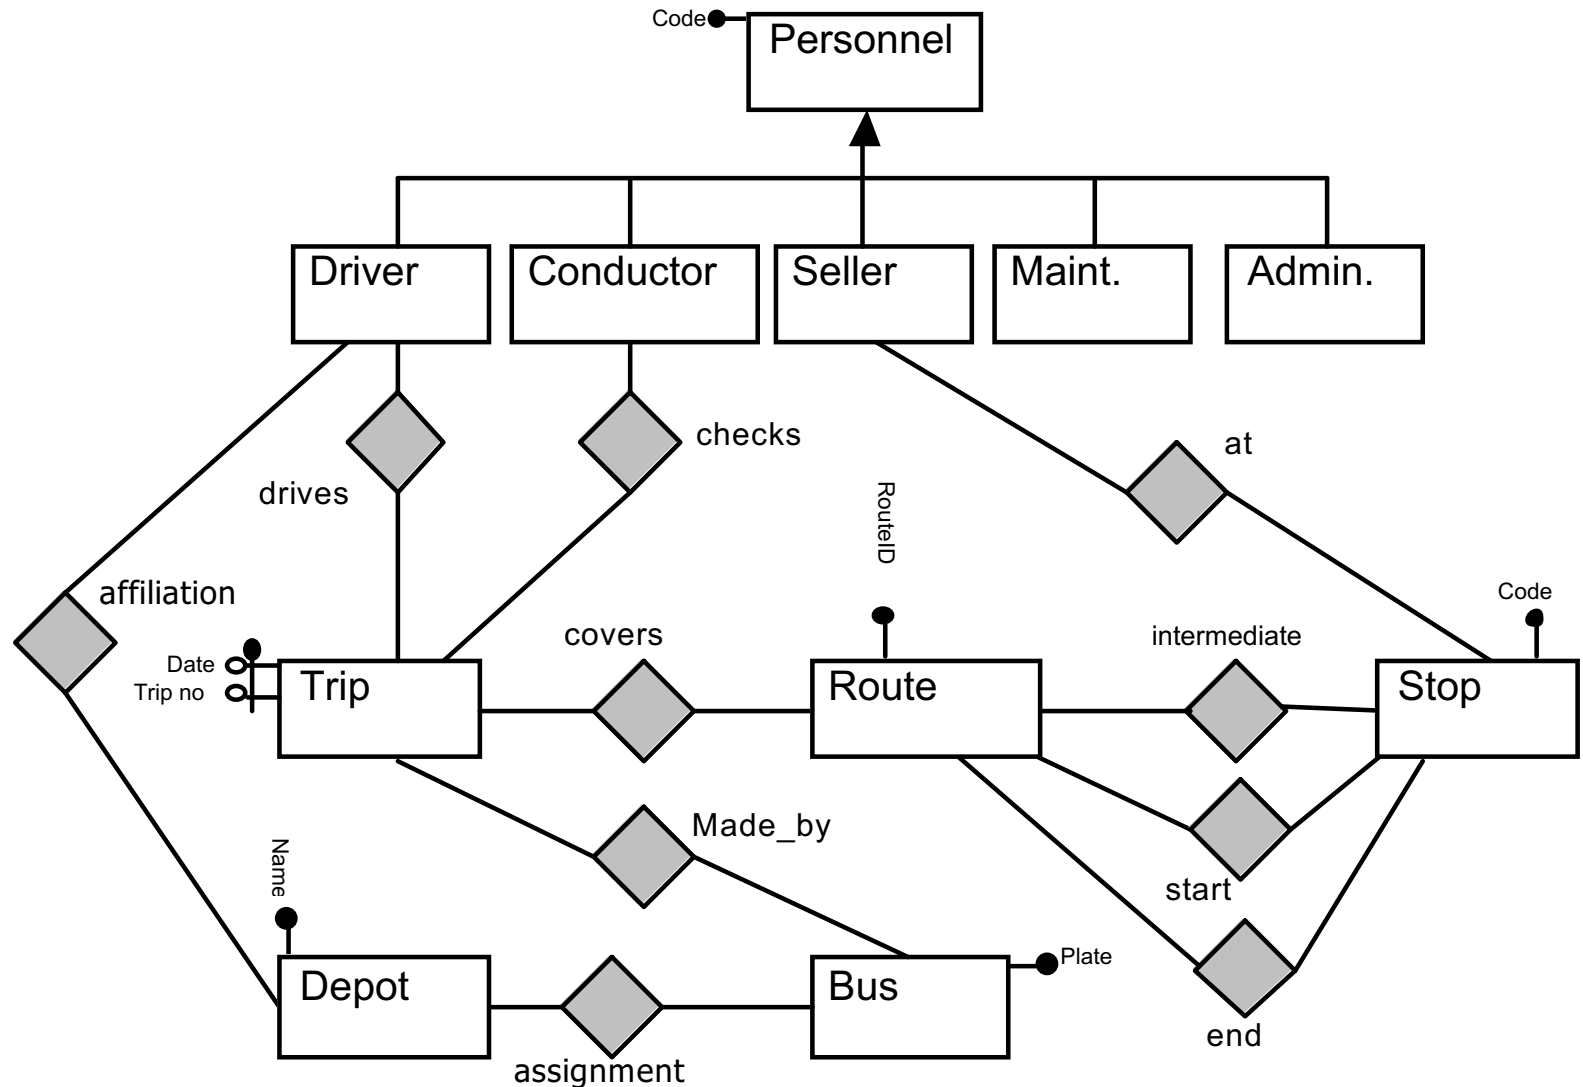 Code
Personnel
Driver
Conductor
Seller
Maint.
Admin.
checks
at
drives
RouteID
affiliation
Code
covers
intermediate
Date
Trip no
Trip
Route
Stop
Made_by
Name
start
Plate
Depot
Bus
end
assignment